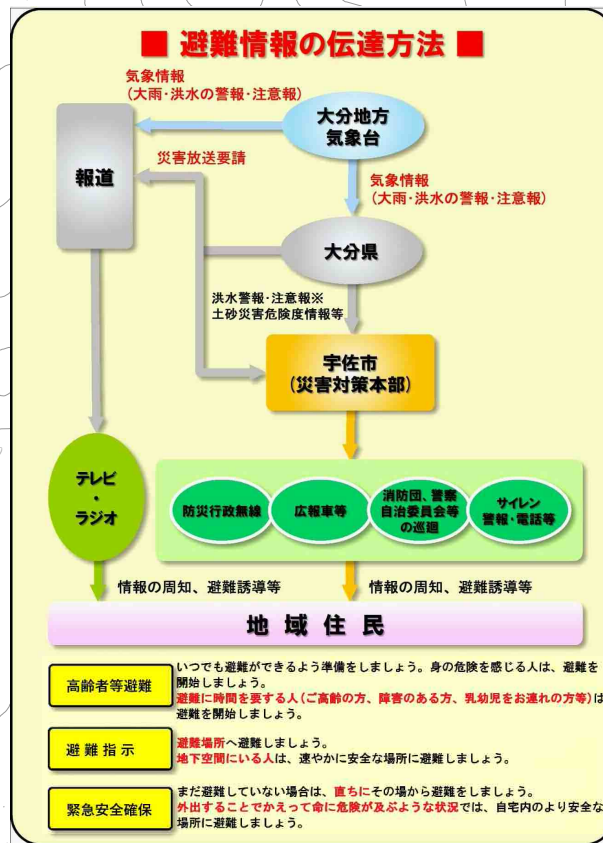 ■ 避難情報の伝達方法 ■
気象情報
(大雨・洪水の警報・注意報)
大分地方
気象台
報道
災害放送要請
気象情報
(大雨・洪水の警報・注意報)
大分県
洪水警報・注意報※
土砂災害危険度情報等
宇佐市
(災害対策本部)
テレビ
・
ラジオ
防災行政無線
広報車等
消防団、警察
自治委員会等
の巡回
サイレン
警報・電話等
情報の周知、避難誘導等
情報の周知、避難誘導等
地域住民
高齢者等避難
いつでも避難ができるよう準備をしましょう。身の危険を感じる人は、避難を
開始しましょう。
避難に時間を要する人(ご高齢の方、障害のある方、乳幼児をお連れの方等)は
避難を開始しましょう。
避難指示
避難場所へ避難しましょう。
地下空間にいる人は、速やかに安全な場所に避難しましょう。
緊急安全確保
まだ避難していない場合は、直ちにその場から避難をしましょう。
外出することでかえって命に危険が及ぶような状況では、自宅内のより安全な
場所に避難しましょう。